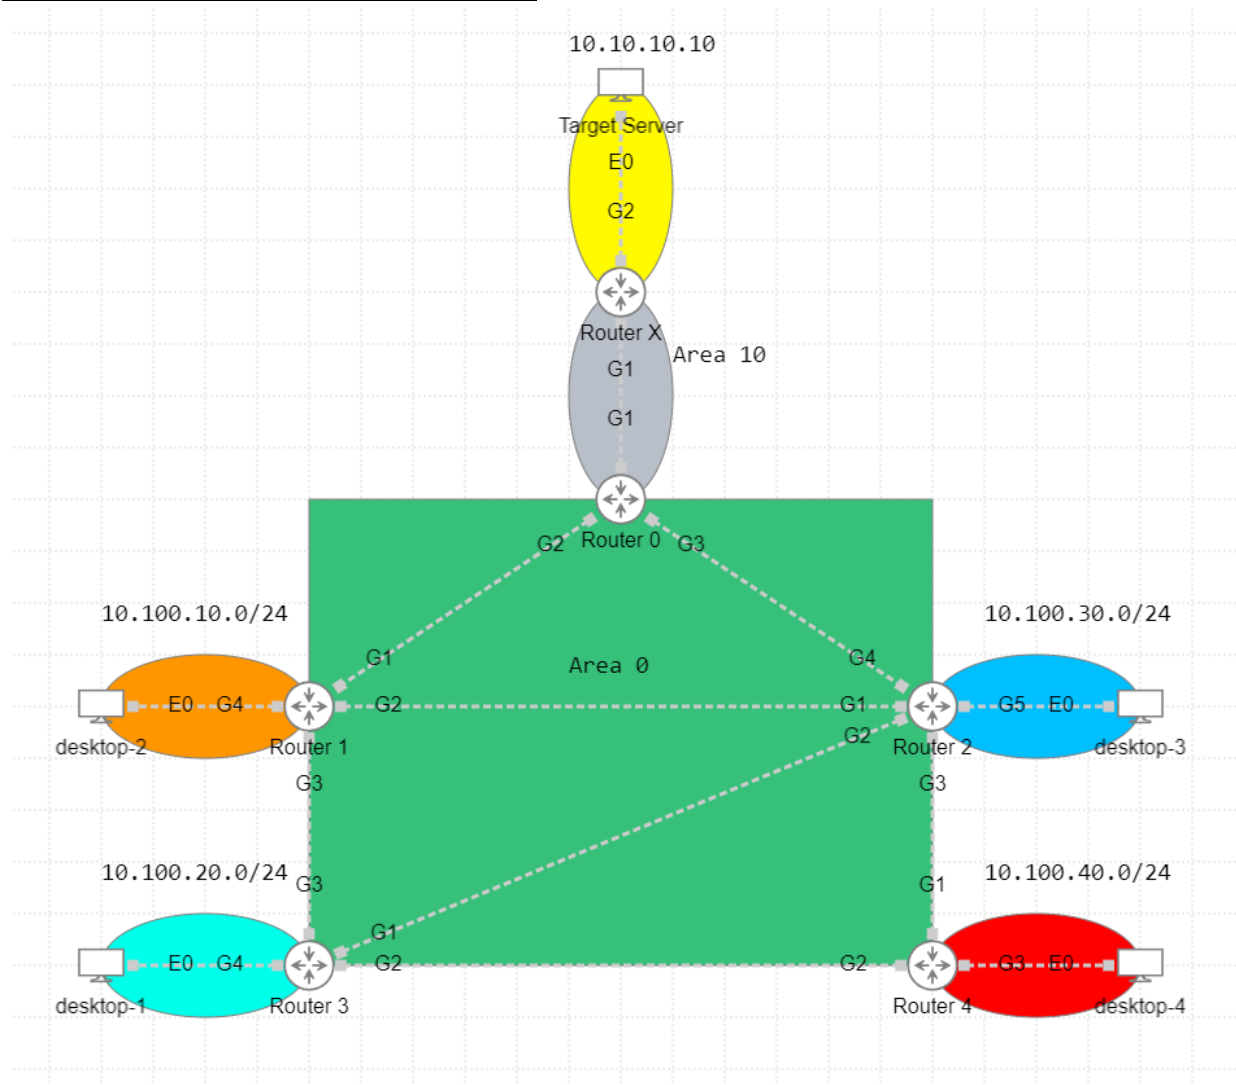 10.10.10.10
Target Server
E0
G2
Router X
Area 10
G1
G1
Router 0
G2
G3
10.100.10.0/24
10.100.30.0/24
G1
Area 0
G4
E0 G4
G2
G1
G5 E0
desktop-2
Router 1
G2
Router 2
desktop-3
G3
G3
10.100.20.0/24
G3
G1
10.100.40.0/24
G1
E0 G4
G2
G2
G3 E0
desktop-1
Router 3
Router 4
desktop-4